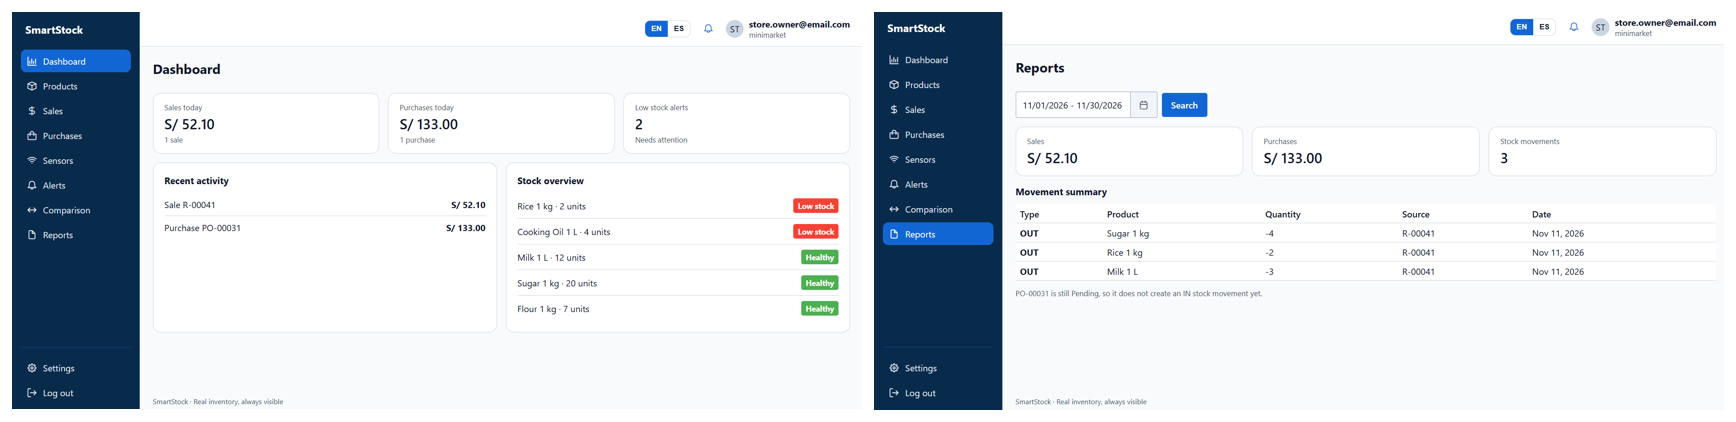 SmartStock
Dashboard
Products
Sales
Purchases
Sensors
Alerts
Comparison
Reports
Settings
Log out
EN ES
ST
store.owner@email.com
minimarket
Dashboard
Sales today
S/ 52.10
1 sale
Purchases today
S/ 133.00
1 purchase
Low stock alerts
2
Needs attention
Recent activity
Sale R-00041 S/ 52.10
Purchase PO-00031 S/ 133.00
Stock overview
Rice 1 kg · 2 units Low stock
Cooking Oil 1 L · 4 units Low stock
Milk 1 L · 12 units Healthy
Sugar 1 kg · 20 units Healthy
Flour 1 kg · 7 units Healthy
SmartStock · Real inventory, always visible
SmartStock
Dashboard
Products
Sales
Purchases
Sensors
Alerts
Comparison
Reports
Settings
Log out
EN ES
ST
store.owner@email.com
minimarket
Reports
11/01/2026 - 11/30/2026
Search
Sales
S/ 52.10
Purchases
S/ 133.00
Stock movements
3
Movement summary
Type Product Quantity Source Date
OUT Sugar 1 kg -4 R-00041 Nov 11, 2026
OUT Rice 1 kg -2 R-00041 Nov 11, 2026
OUT Milk 1 L -3 R-00041 Nov 11, 2026
PO-00031 is still Pending, so it does not create an IN stock movement yet.
SmartStock · Real inventory, always visible